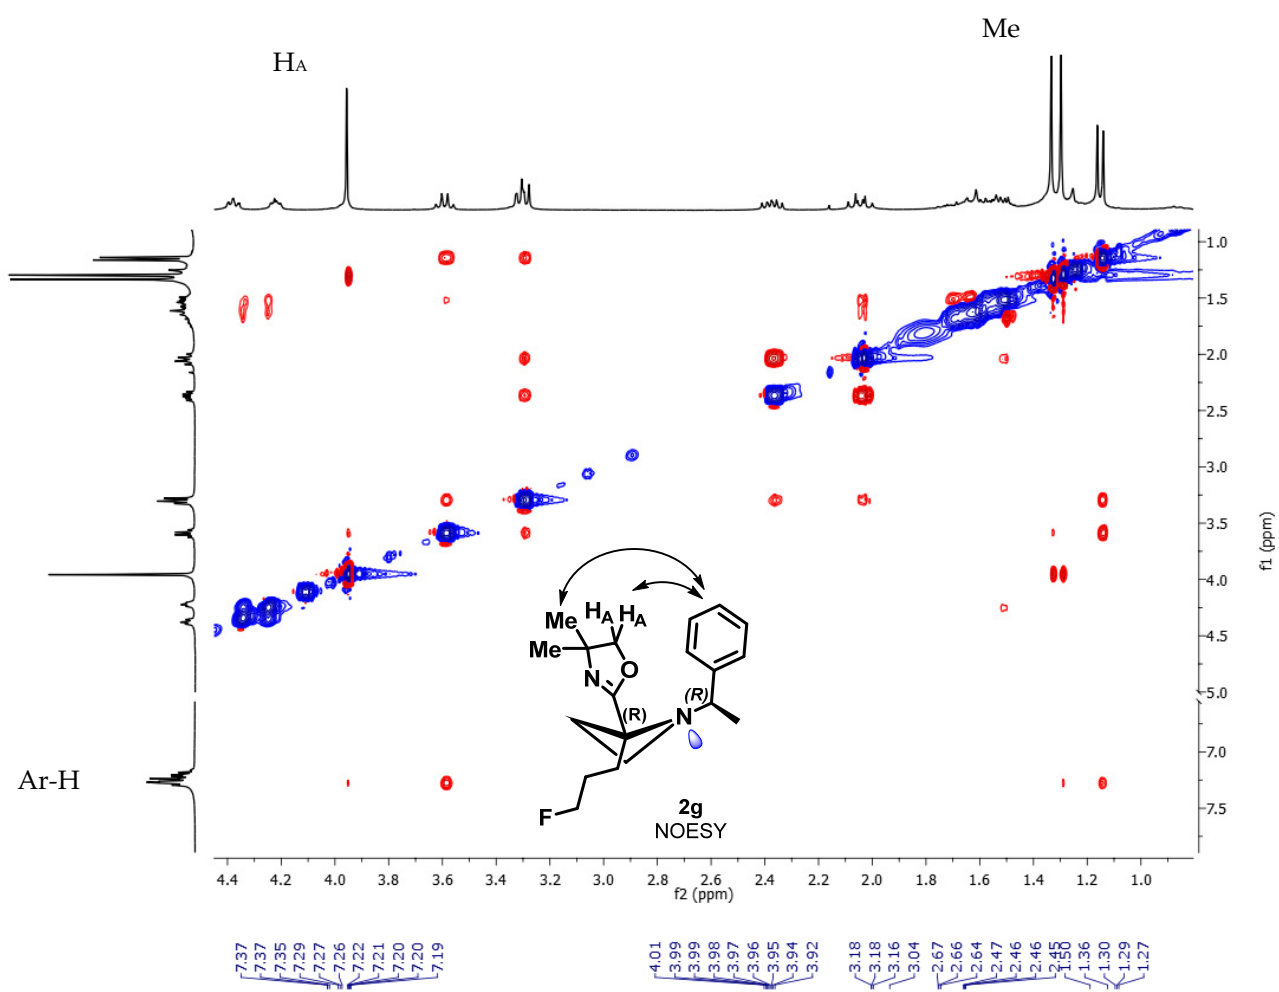 Me
HA
1.0
1.5
2.0
2.5
3.0
3.5
4.0
4.5
5.0
7.0
7.5
f1 (ppm)
Ar-H
Me HA HA
Me
N O
(R) N (R)
F
2g
NOESY
4.4 4.2 4.0 3.8 3.6 3.4 3.2 3.0 2.8 2.6 2.4 2.2 2.0 1.8 1.6 1.4 1.2 1.0
f2 (ppm)
7.37 7.37 7.35 7.29 7.27 7.26 7.22 7.21 7.20 7.20 7.19 4.01 3.99 3.99 3.98 3.97 3.96 3.95 3.94 3.92 3.18 3.18 3.16 3.04 2.67 2.66 2.64 2.47 2.46 2.46 2.45 1.50 1.36 1.30 1.29 1.27